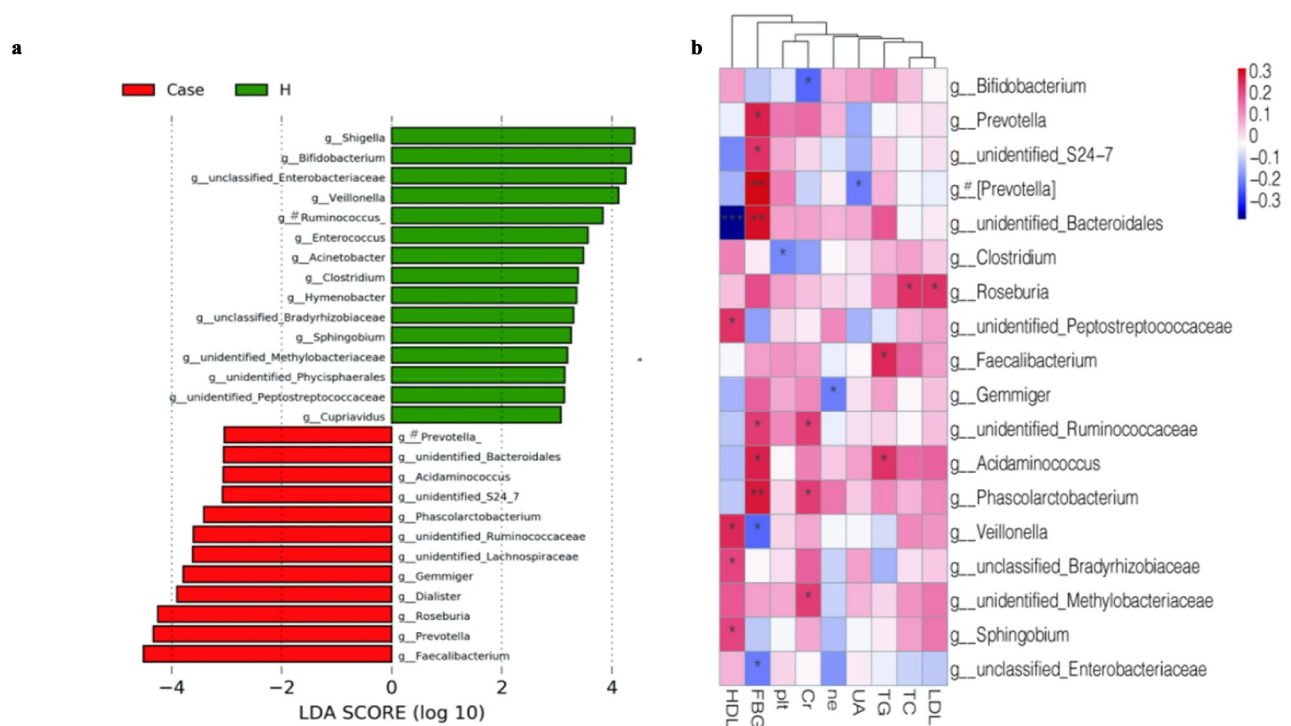 a
Case H
g__Shigella
g__Bifidobacterium
g__unclassified_Enterobacteriaceae
g__Veillonella
g__#Ruminococcus_
g__Enterococcus
g__Acinetobacter
g__Clostridium
g__Hymenobacter
g__unclassified_Bradyrhizobiaceae
g__Sphingobium
g__unidentified_Methylobacteriaceae
g__unidentified_Phycisphaerales
g__unidentified_Peptostreptococcaceae
g__Cupriavidus
g__#Prevotella_
g__unidentified_Bacteroidales
g__Acidaminococcus
g__unidentified_S24_7
g__Phascolarctobacterium
g__unidentified_Ruminococcaceae
g__unidentified_Lachnospiraceae
g__Gemmiger
g__Dialister
g__Roseburia
g__Prevotella
g__Faecalibacterium
−4 −2 0 2 4
LDA SCORE (log 10)
*
b
* g__Bifidobacterium
* g__Prevotella
* g__unidentified_S24−7
** * g#[Prevotella]
*** ** g__unidentified_Bacteroidales
* g__Clostridium
* * g__Roseburia
* g__unidentified_Peptostreptococcaceae
* g__Faecalibacterium
* g__Gemmiger
* * g__unidentified_Ruminococcaceae
* * g__Acidaminococcus
** * g__Phascolarctobacterium
* * g__Veillonella
* g__unclassified_Bradyrhizobiaceae
* g__unidentified_Methylobacteriaceae
* g__Sphingobium
* g__unclassified_Enterobacteriaceae
HDL FBG plt Cr ne UA TG TC LDL
0.3
0.2
0.1
0
−0.1
−0.2
−0.3